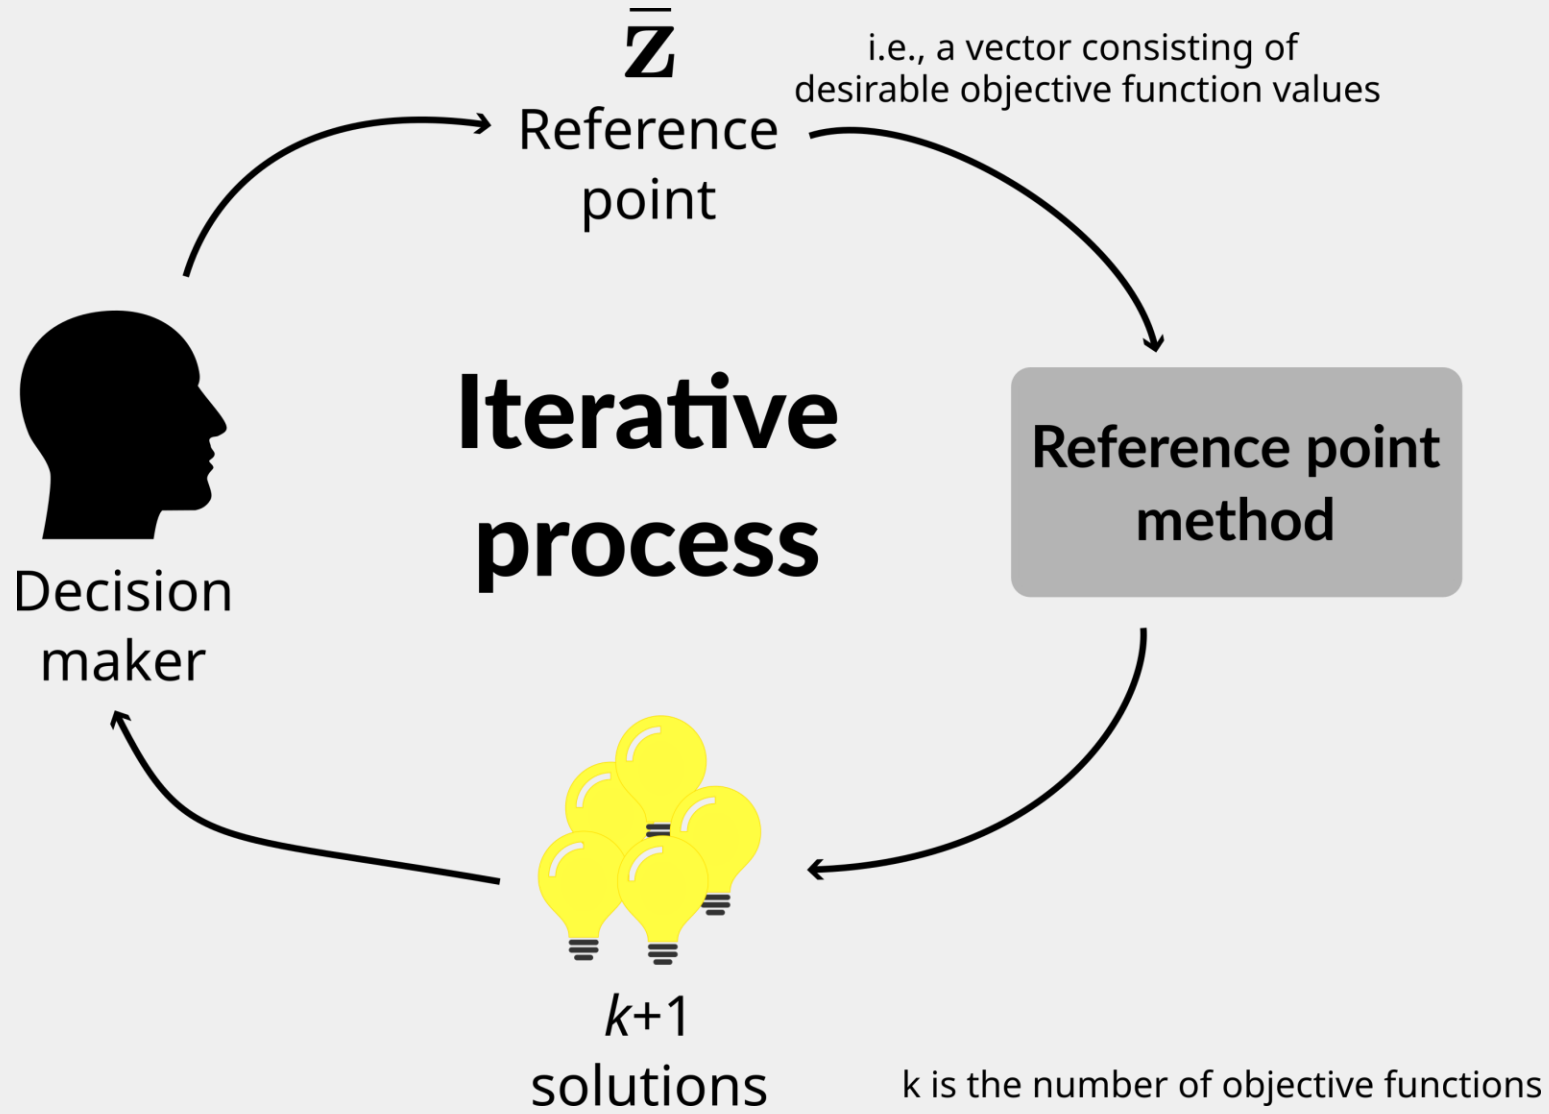 z̄
Reference
point
i.e., a vector consisting of
desirable objective function values
Iterative
process
Reference point
method
Decision
maker
k+1
solutions
k is the number of objective functions